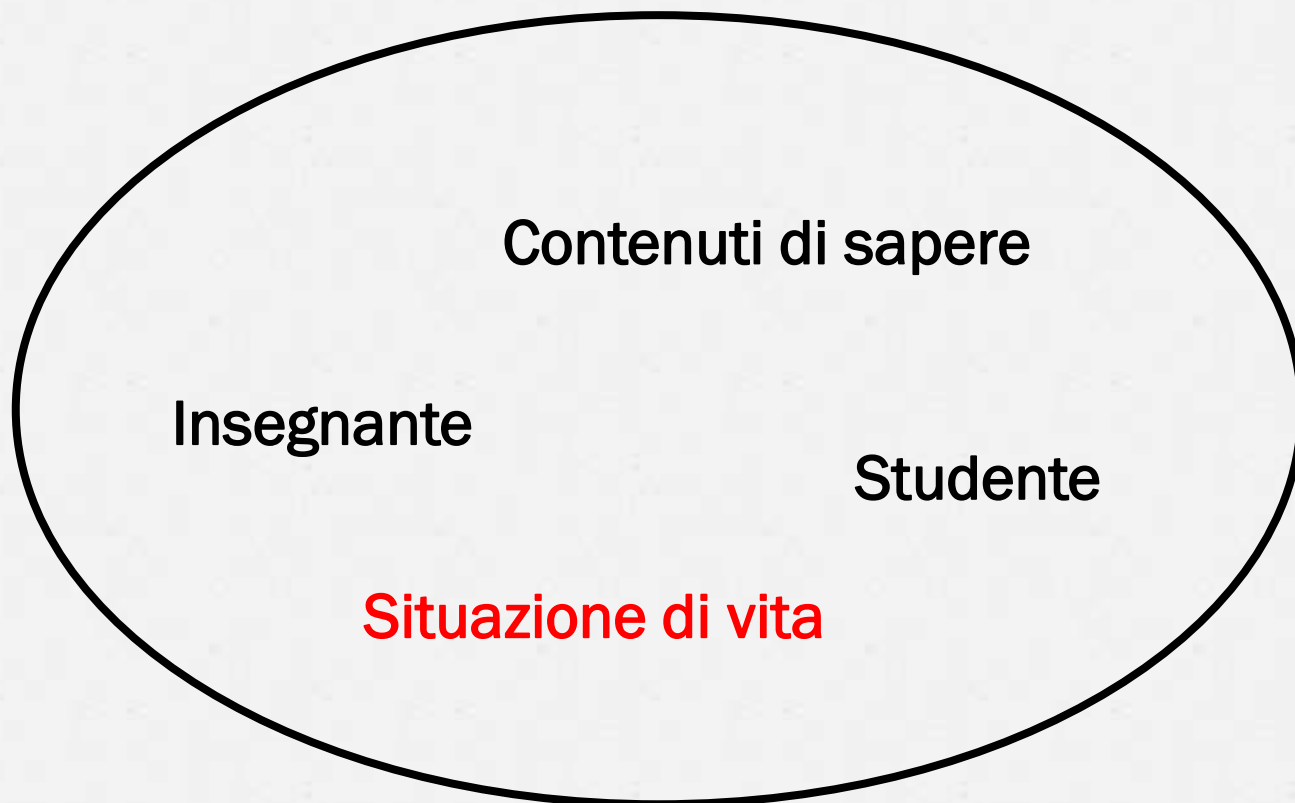 Contenuti di sapere
Insegnante
Studente
Situazione di vita